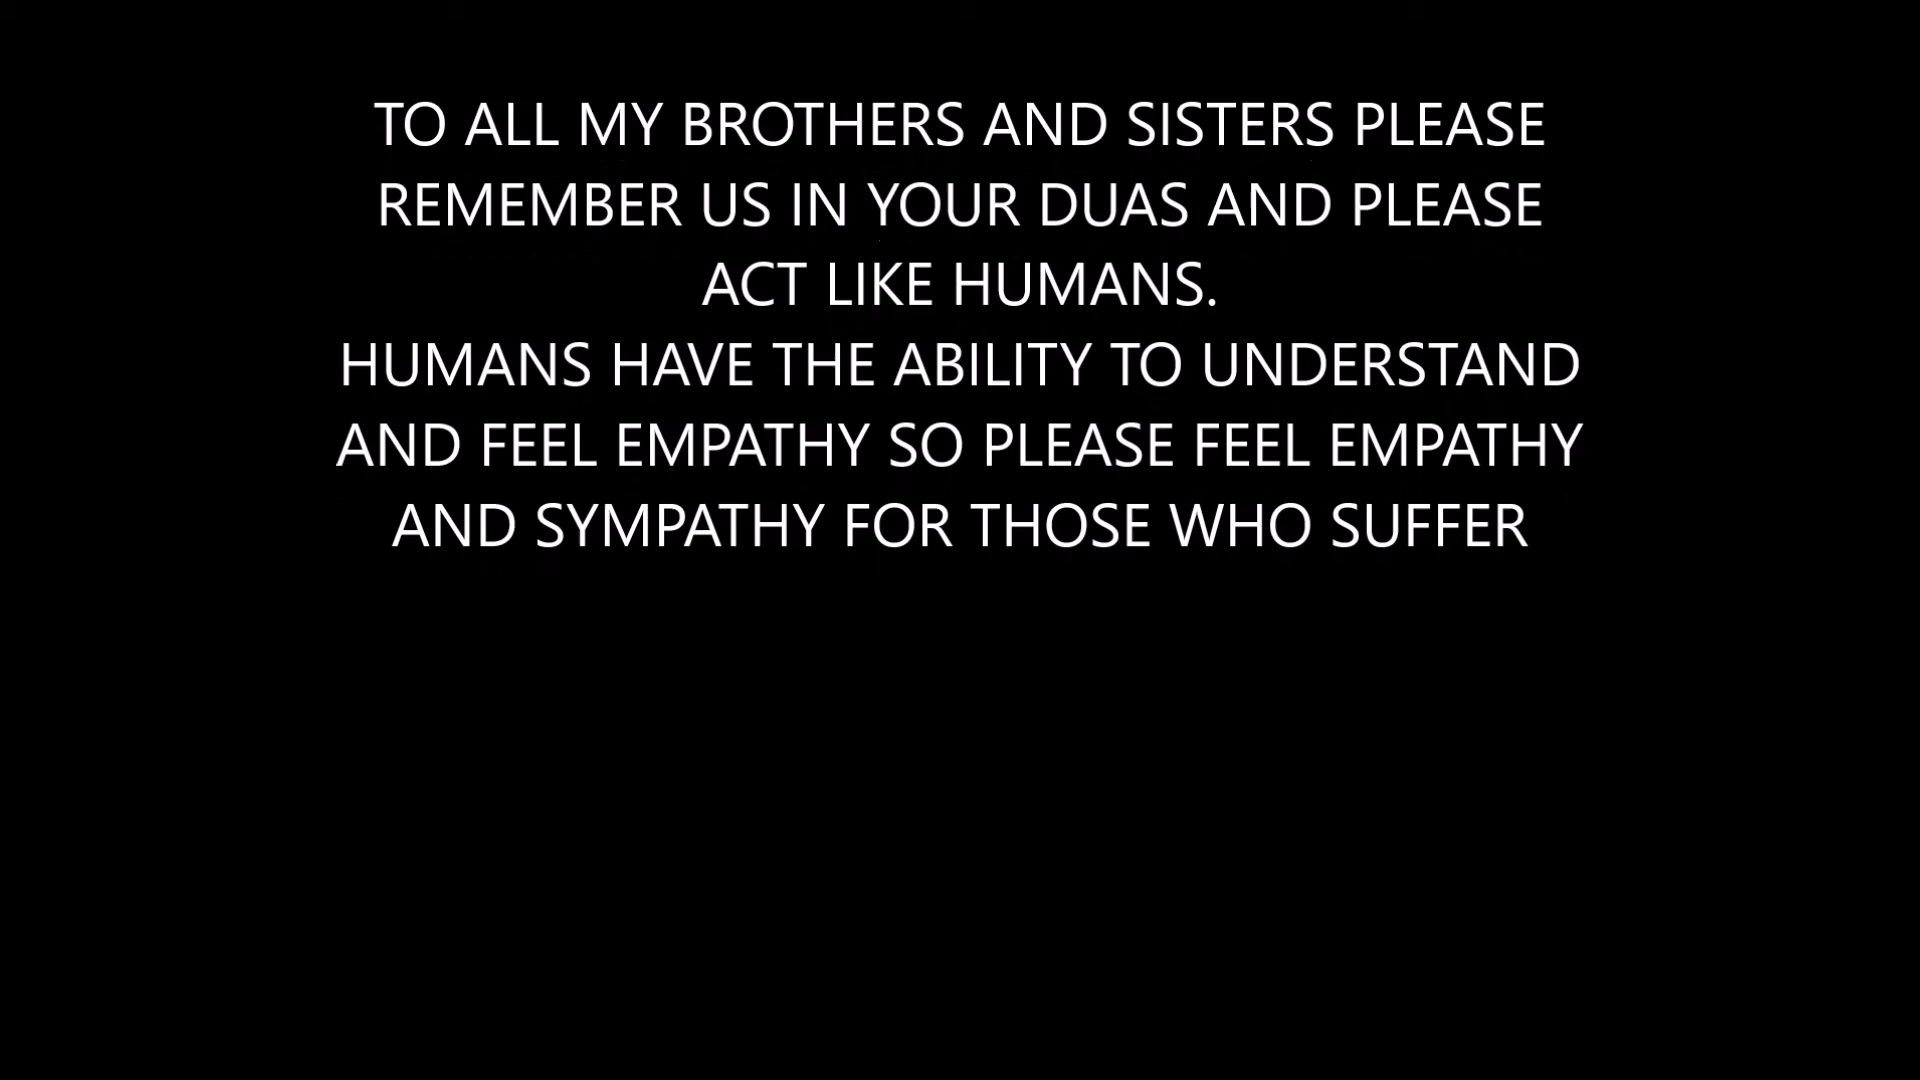 TO ALL MY BROTHERS AND SISTERS PLEASE
REMEMBER US IN YOUR DUAS AND PLEASE
ACT LIKE HUMANS.
HUMANS HAVE THE ABILITY TO UNDERSTAND
AND FEEL EMPATHY SO PLEASE FEEL EMPATHY
AND SYMPATHY FOR THOSE WHO SUFFER